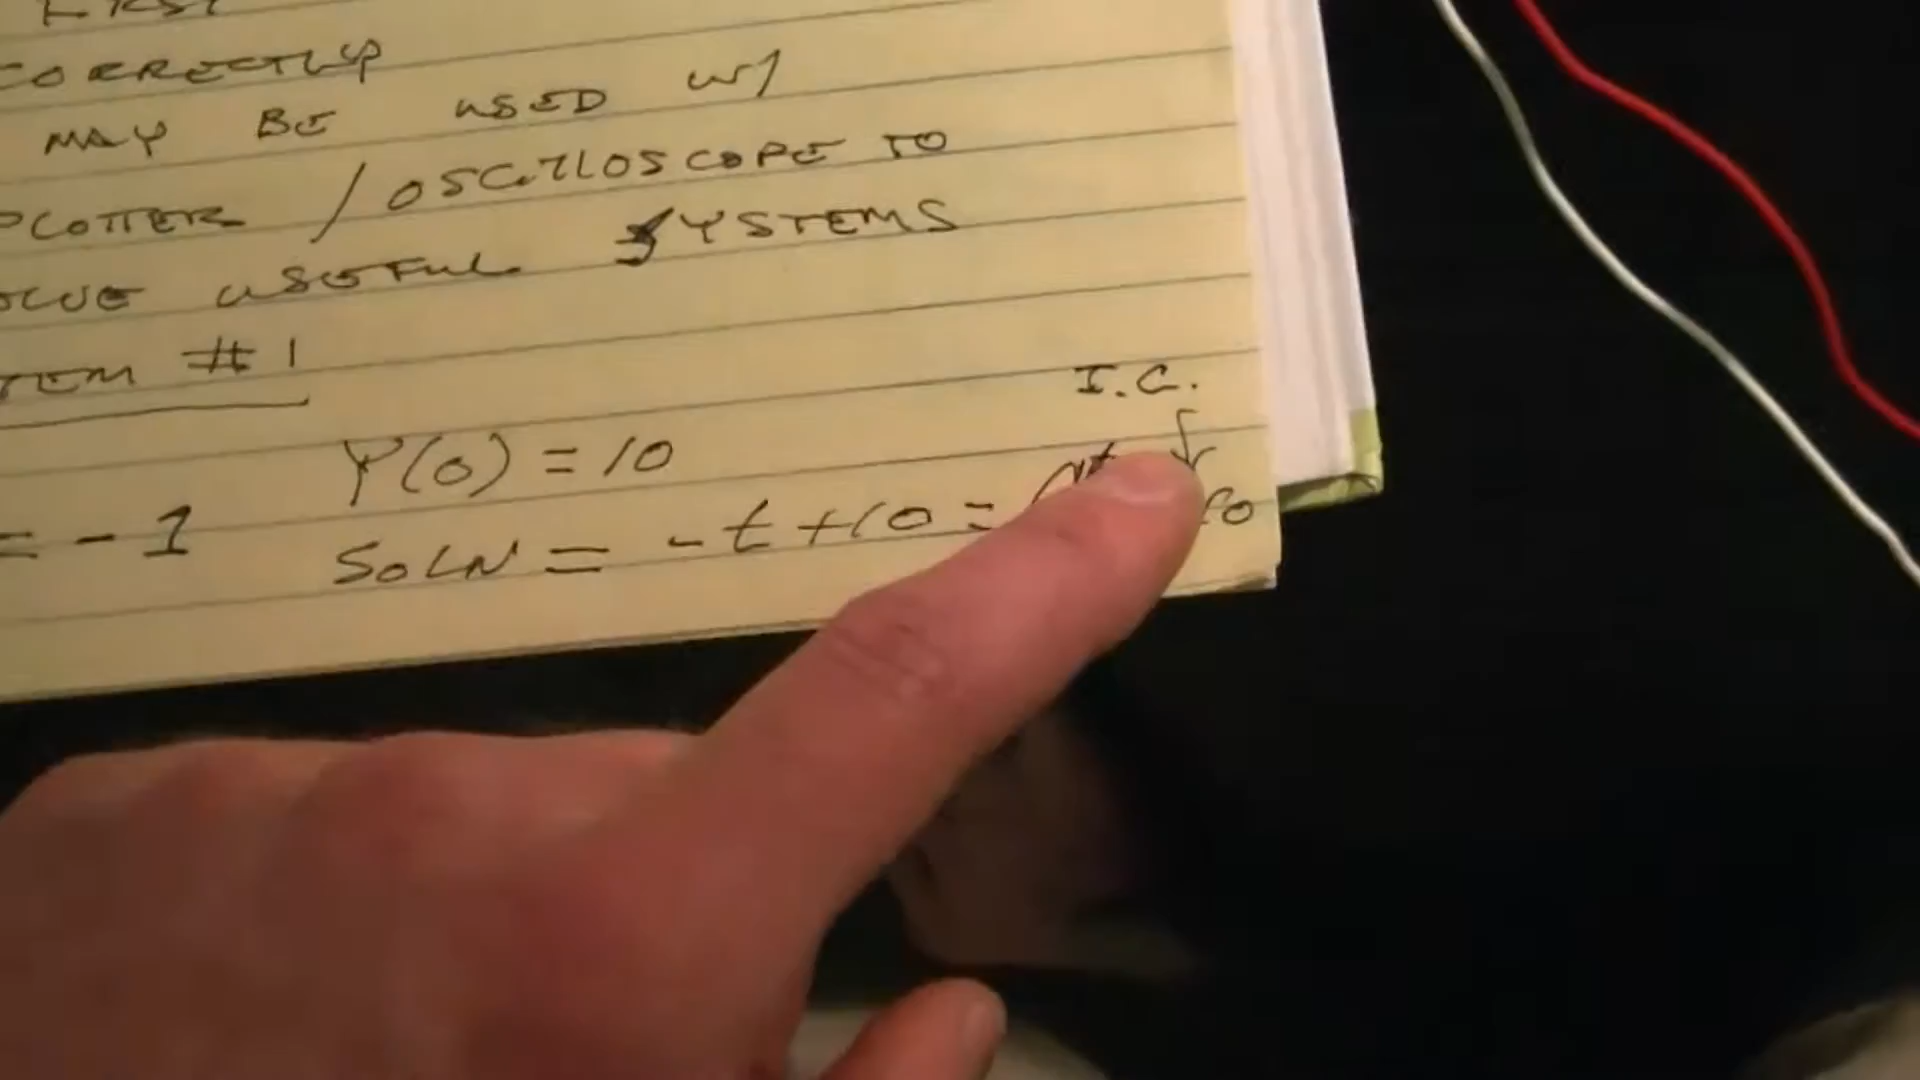 CORRECTLY
MAY BE USED W/
PLOTTER / OSCILLOSCOPE TO
USEFUL SYSTEMS
#1
I.C.
Y(0) = 10
= -1
SOLN = -t+10 =